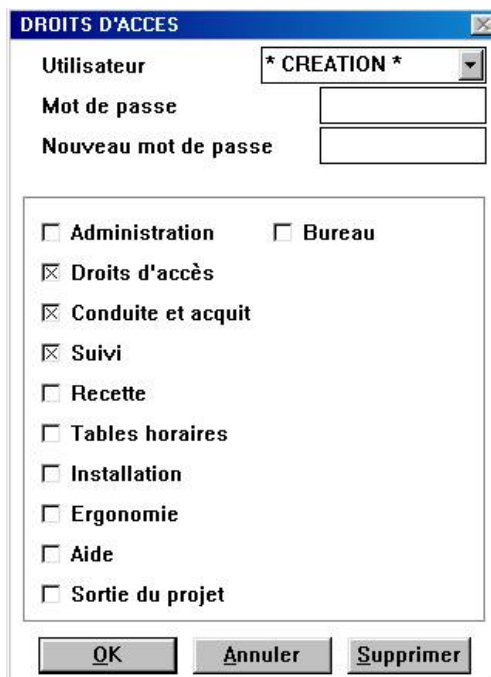 DROITS D'ACCES
Utilisateur * CREATION *
Mot de passe
Nouveau mot de passe
Administration Bureau
Droits d'accès
Conduite et acquit
Suivi
Recette
Tables horaires
Installation
Ergonomie
Aide
Sortie du projet
OK Annuler Supprimer